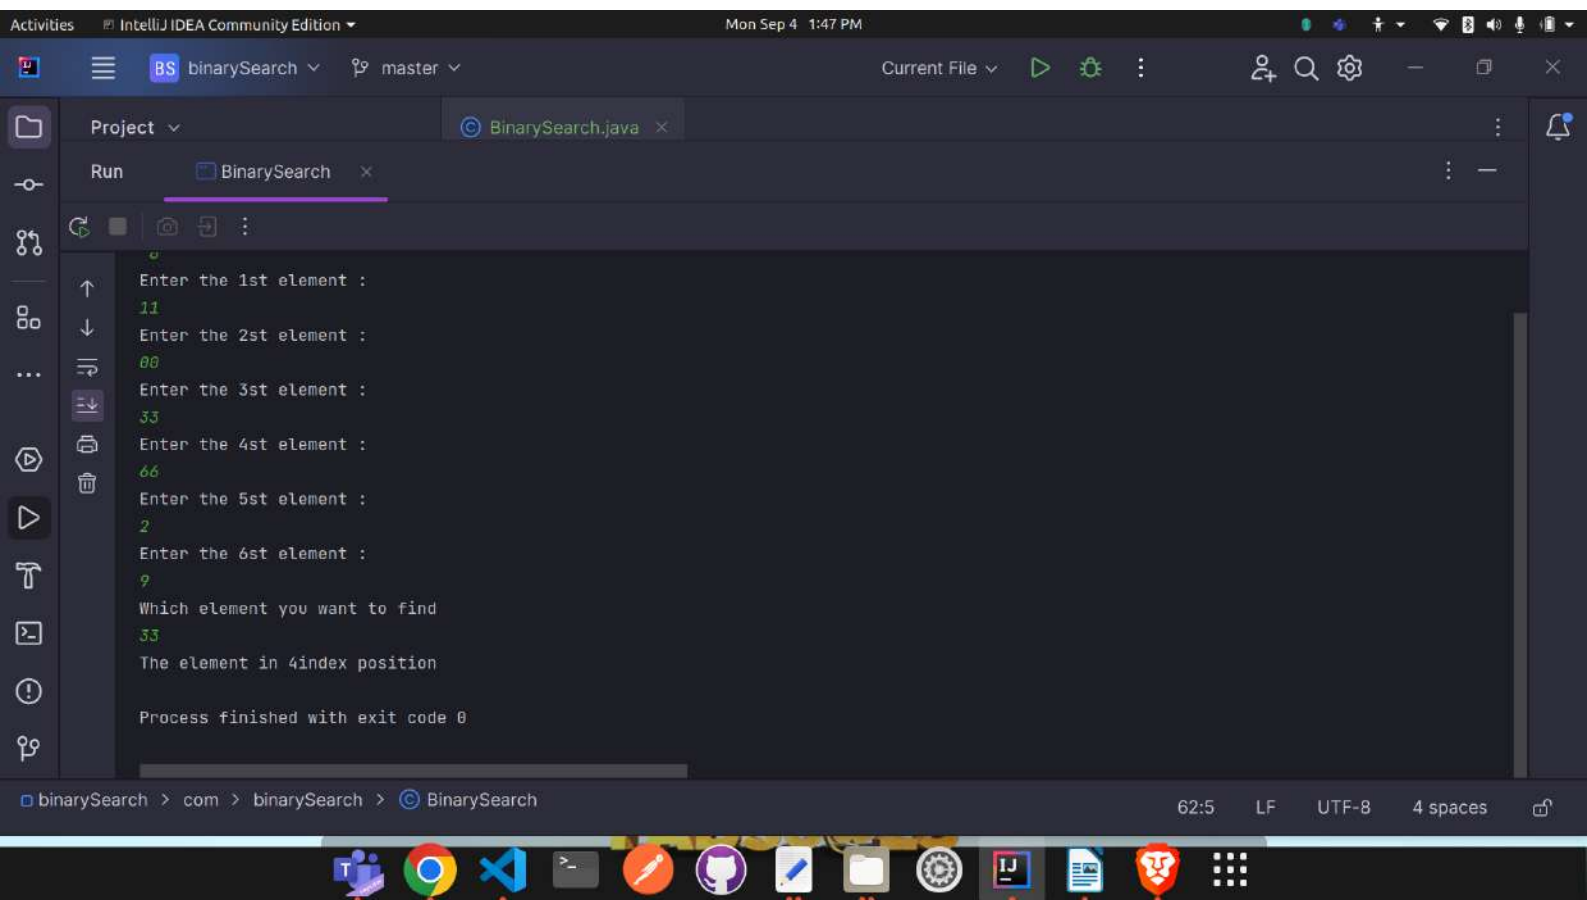 Activities IntelliJ IDEA Community Edition Mon Sep 4 1:47 PM
BS binarySearch master Current File
Project BinarySearch.java
Run BinarySearch
Enter the 1st element :
11
Enter the 2st element :
00
Enter the 3st element :
33
Enter the 4st element :
66
Enter the 5st element :
2
Enter the 6st element :
9
Which element you want to find
33
The element in 4index position
Process finished with exit code 0
binarySearch > com > binarySearch > BinarySearch 62:5 LF UTF-8 4 spaces